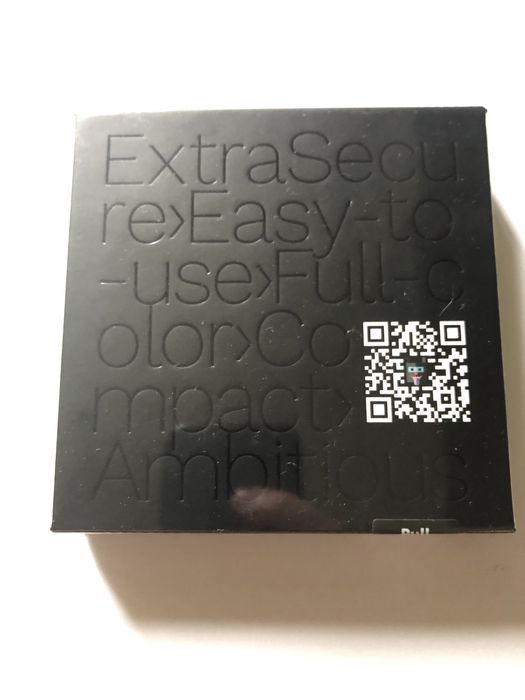 ExtraSecu
re›Easy-to
-use›Full-c
olor›Co
mpact›
Ambitious
Pull